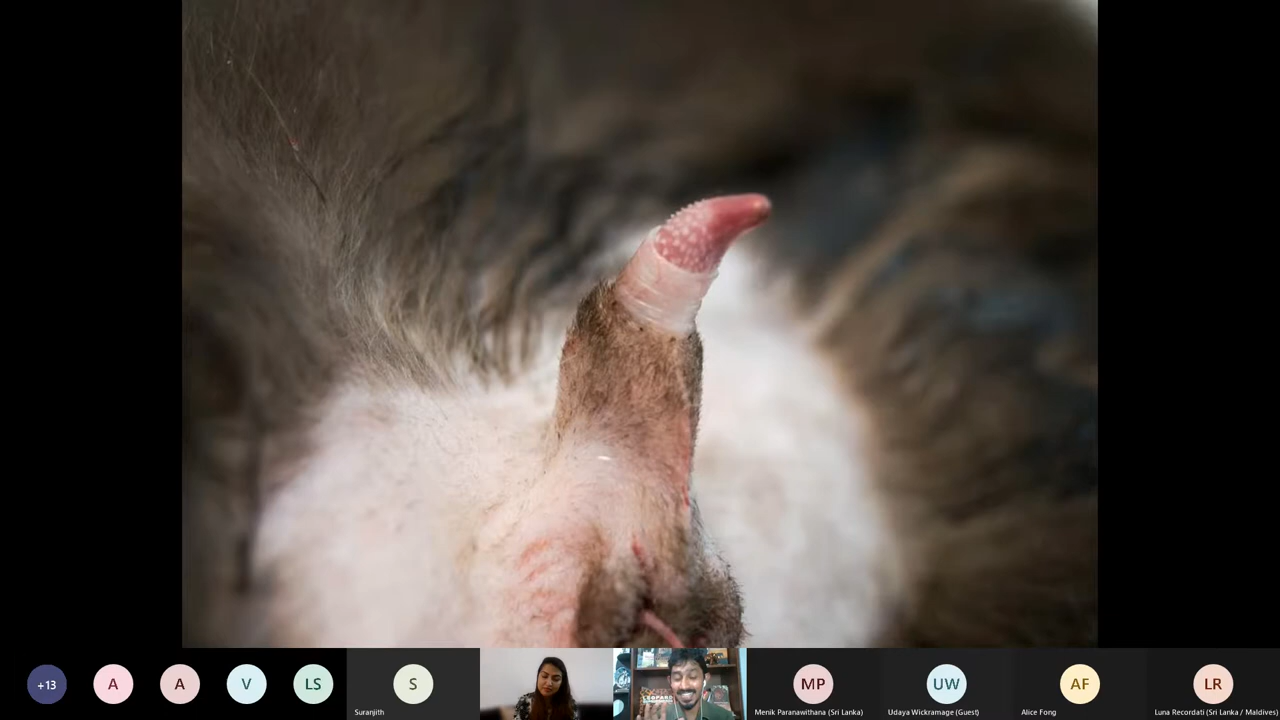 +13
A
A
V
LS
S
MP
UW
AF
LR
Suranjith
Menik Paranawithana (Sri Lanka)
Udaya Wickramage (Guest)
Alice Fong
Luna Recordati (Sri Lanka / Maldives)
LEOPARD